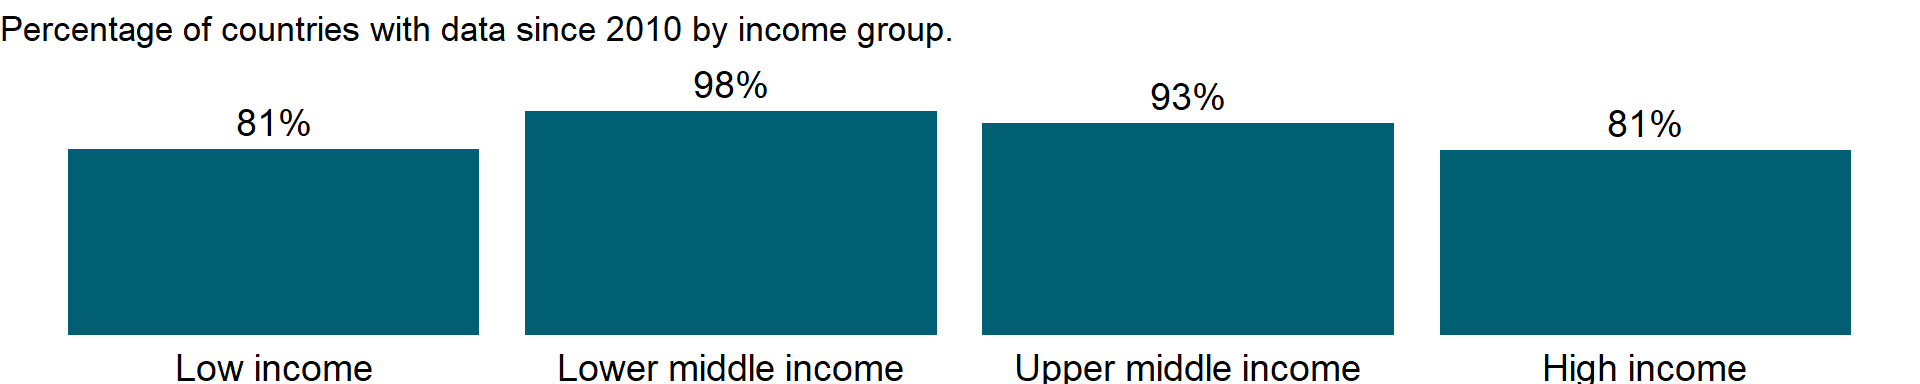 Percentage of countries with data since 2010 by income group.
98%
93%
81%
81%
Low income
Lower middle income
Upper middle income
High income